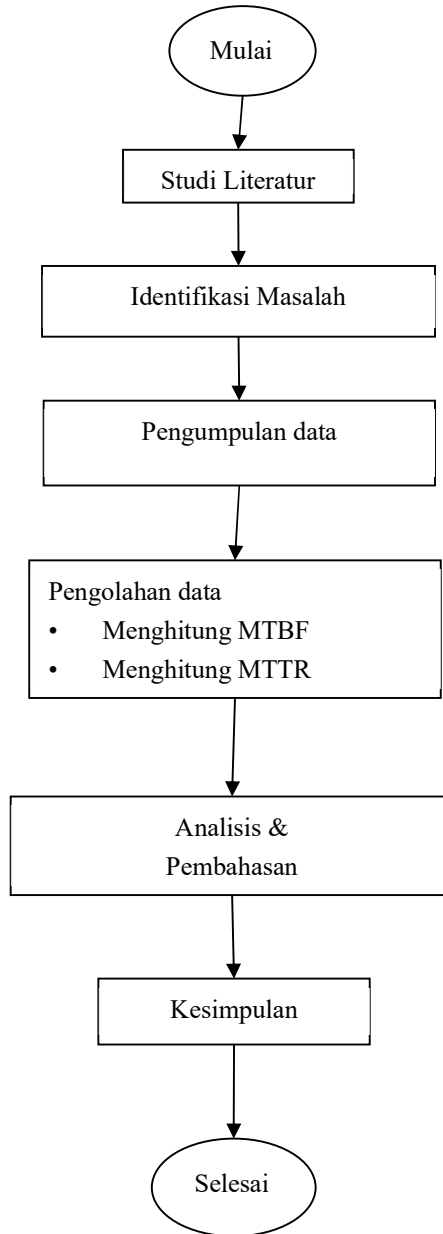 Mulai
Studi Literatur
Identifikasi Masalah
Pengumpulan data
Pengolahan data
• Menghitung MTBF
• Menghitung MTTR
Analisis &
Pembahasan
Kesimpulan
Selesai